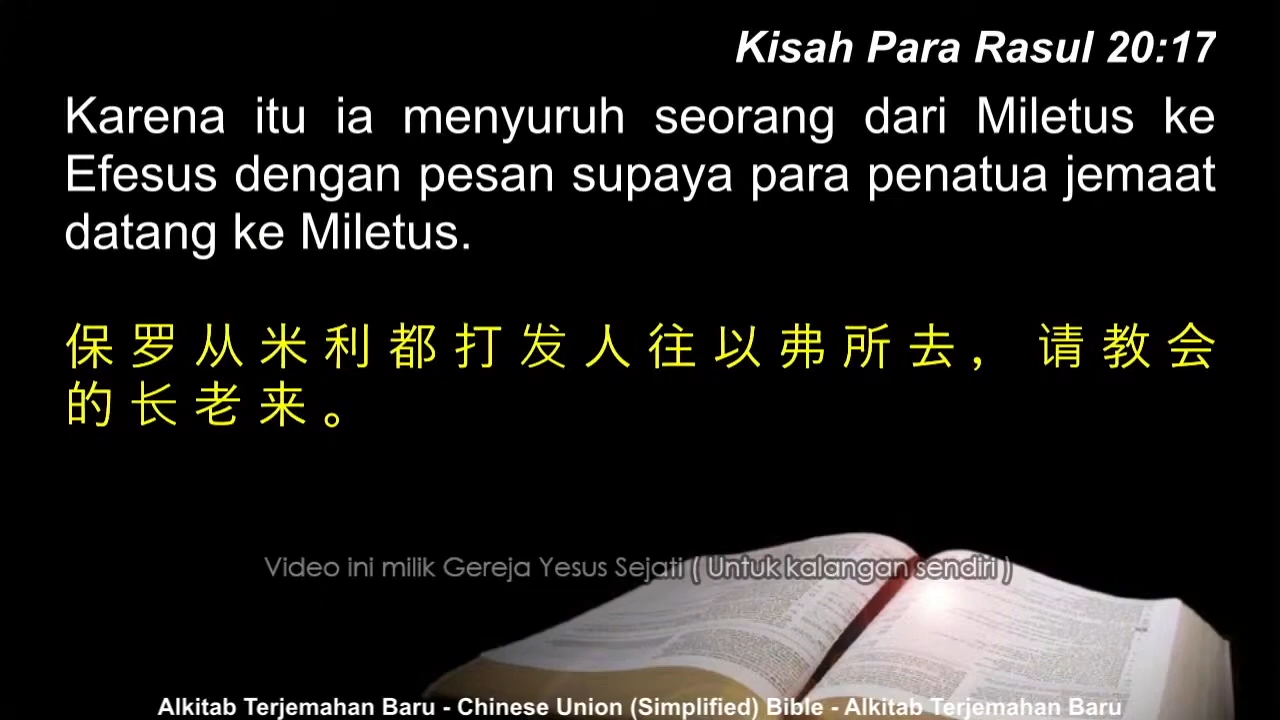 Kisah Para Rasul 20:17
Karena itu ia menyuruh seorang dari Miletus ke
Efesus dengan pesan supaya para penatua jemaat
datang ke Miletus.
保罗从米利都打发人往以弗所去，请教会
的长老来。
Video ini milik Gereja Yesus Sejati ( Untuk kalangan sendiri )
Alkitab Terjemahan Baru - Chinese Union (Simplified) Bible - Alkitab Terjemahan Baru